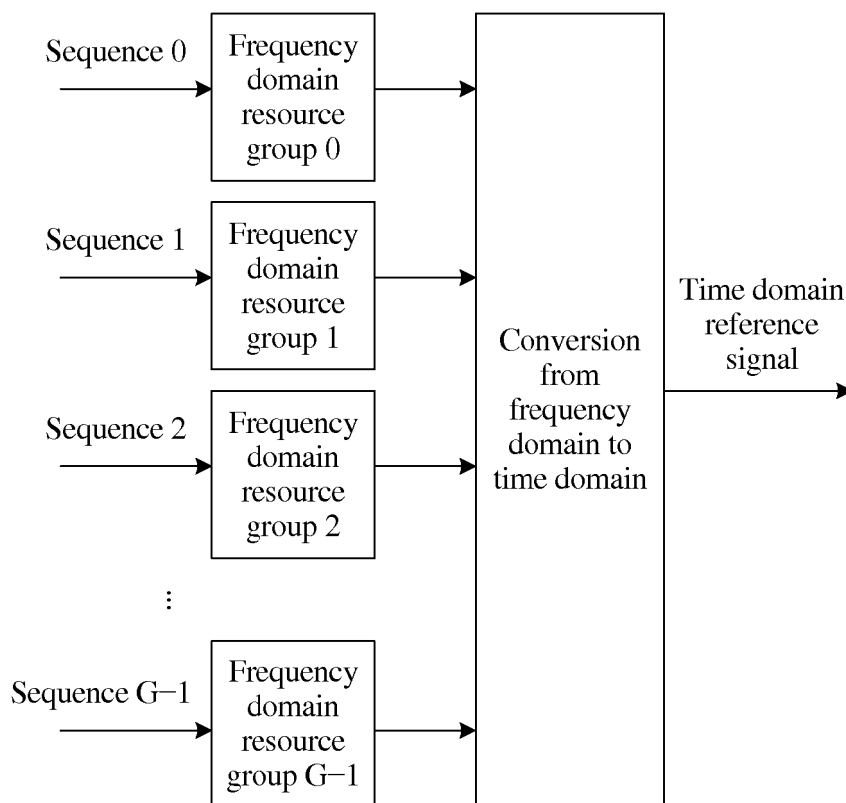 Sequence 0
Frequency
domain
resource
group 0
Sequence 1
Frequency
domain
resource
group 1
Sequence 2
Frequency
domain
resource
group 2
...
Sequence G−1
Frequency
domain
resource
group G−1
Conversion
from
frequency
domain to
time domain
Time domain
reference
signal